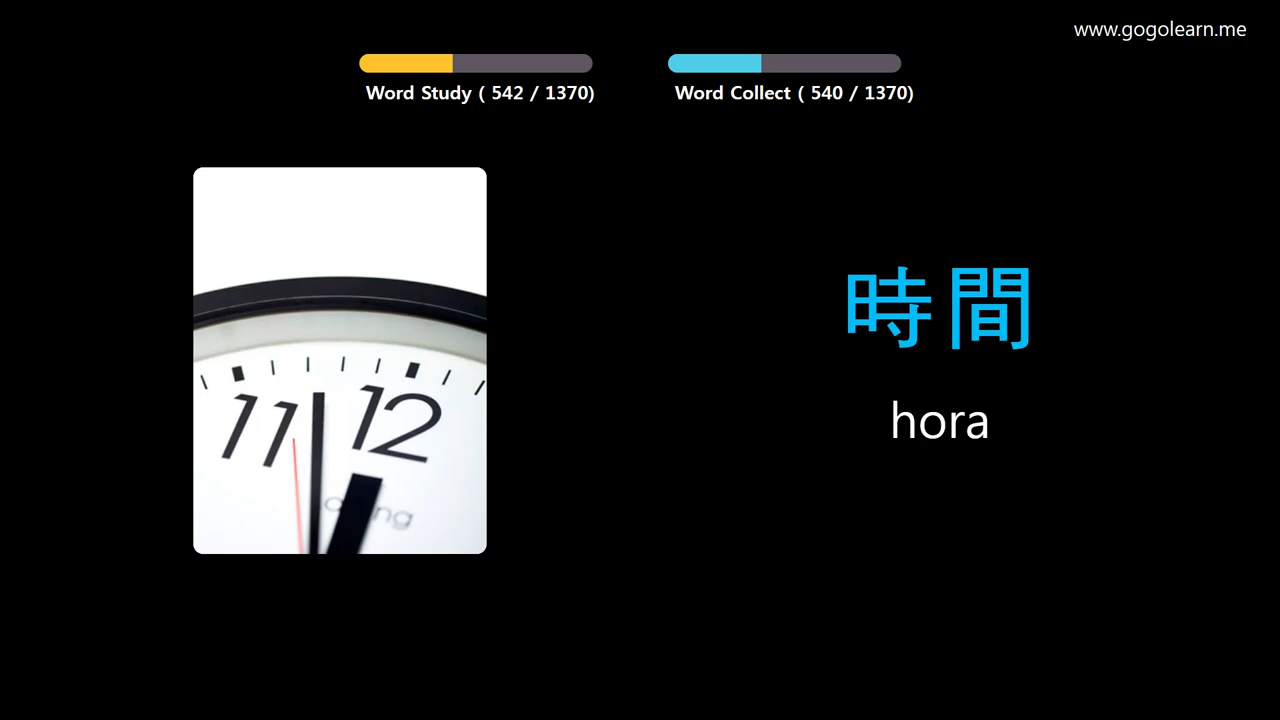 www.gogolearn.me
Word Study ( 542 / 1370)
Word Collect ( 540 / 1370)
11
12
時間
hora